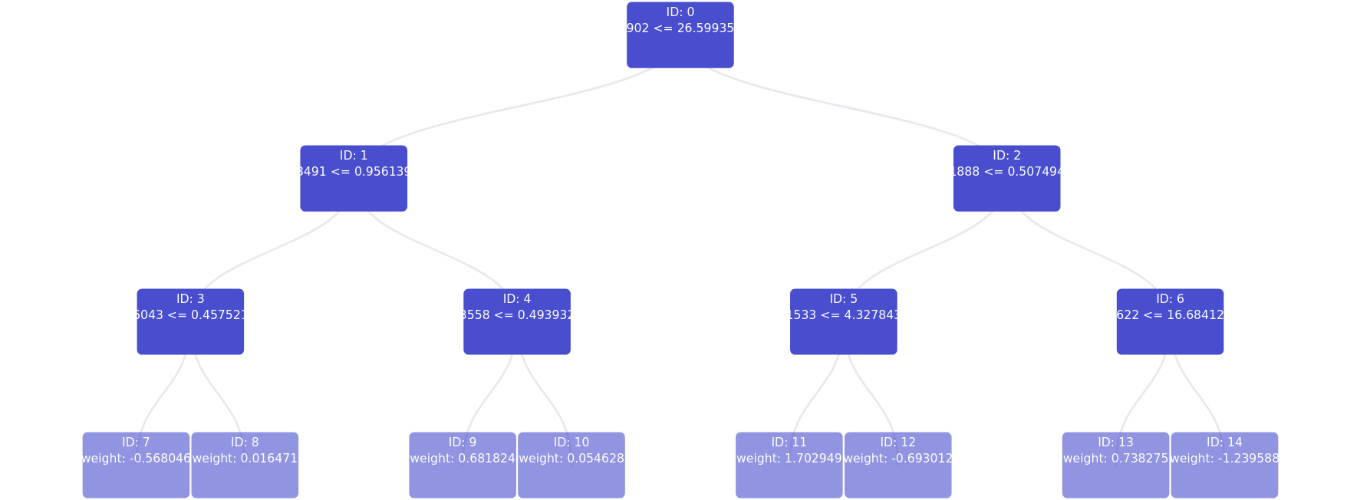 ID: 0
902 <= 26.59935
ID: 1
3491 <= 0.956139
ID: 2
1888 <= 0.507494
ID: 3
5043 <= 0.457521
ID: 4
3558 <= 0.493932
ID: 5
1533 <= 4.327843
ID: 6
622 <= 16.68412
ID: 7
weight: -0.568046
ID: 8
weight: 0.016471
ID: 9
weight: 0.681824
ID: 10
weight: 0.054628
ID: 11
weight: 1.702949
ID: 12
weight: -0.693012
ID: 13
weight: 0.738275
ID: 14
weight: -1.239588